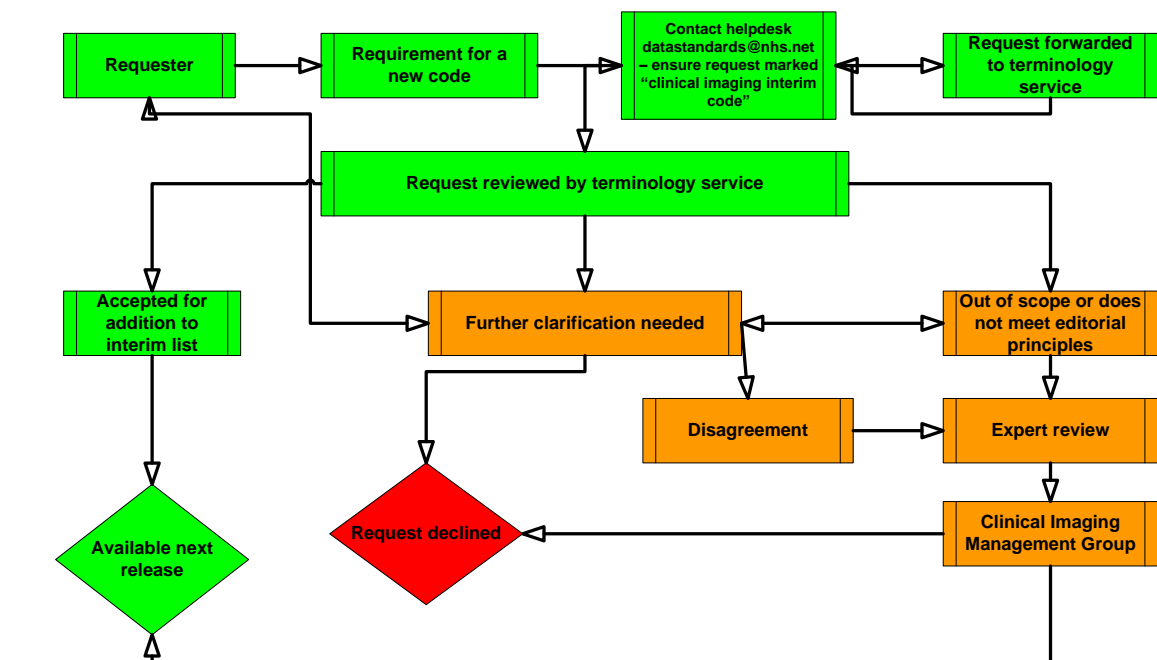 Requester
Requirement for a
new code
Contact helpdesk
datastandards@nhs.net
– ensure request marked
“clinical imaging interim
code”
Request forwarded
to terminology
service
Request reviewed by terminology service
Accepted for
addition to
interim list
Further clarification needed
Out of scope or does
not meet editorial
principles
Disagreement
Expert review
Request declined
Clinical Imaging
Management Group
Available next
release